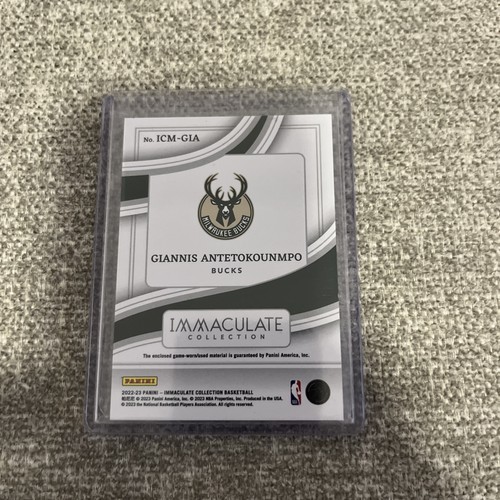 No. ICM-GIA
MILWAUKEE BUCKS
GIANNIS ANTETOKOUNMPO
BUCKS
IMMACULATE
COLLECTION
The enclosed game-worn/used material is guaranteed by Panini America, Inc.
PANINI
2022-23 PANINI – IMMACULATE COLLECTION BASKETBALL
© 2023 Panini America, Inc. © 2023 NBA Properties, Inc. Produced in the USA.
© 2023 the National Basketball Players Association. All rights reserved.
NBA